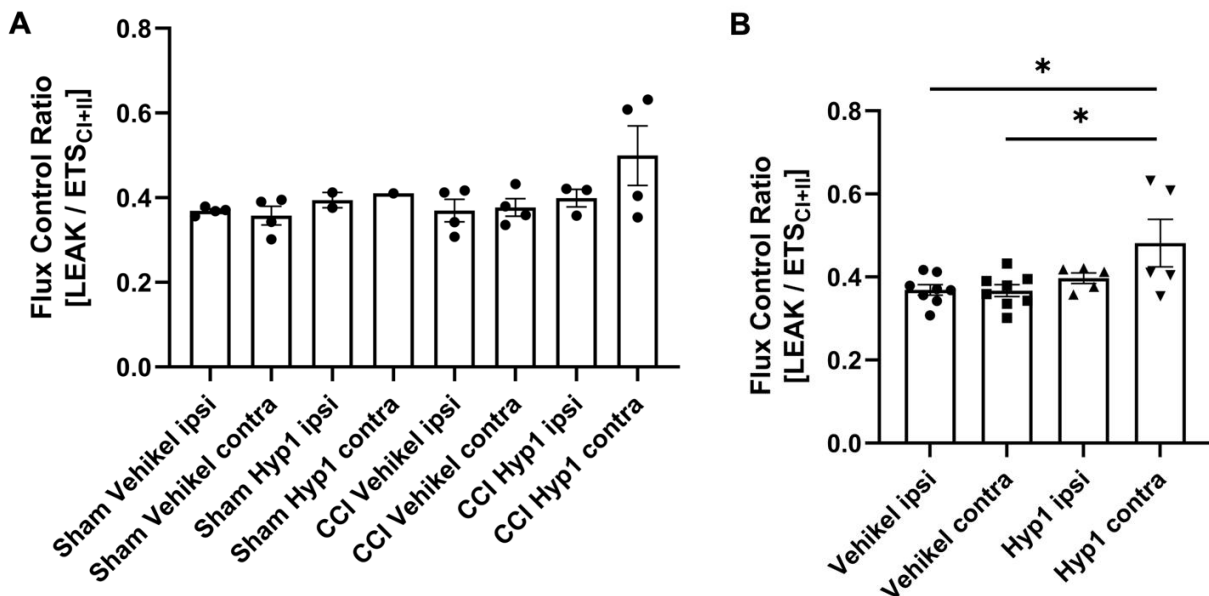 A
Flux Control Ratio
[LEAK / ETSCI+II]
0.8
0.6
0.4
0.2
0.0
Sham Vehikel ipsi
Sham Vehikel contra
Sham Hyp1 ipsi
Sham Hyp1 contra
CCI Vehikel ipsi
CCI Vehikel contra
CCI Hyp1 ipsi
CCI Hyp1 contra
B
Flux Control Ratio
[LEAK / ETSCI+II]
0.8
0.6
0.4
0.2
0.0
*
*
Vehikel ipsi
Vehikel contra
Hyp1 ipsi
Hyp1 contra